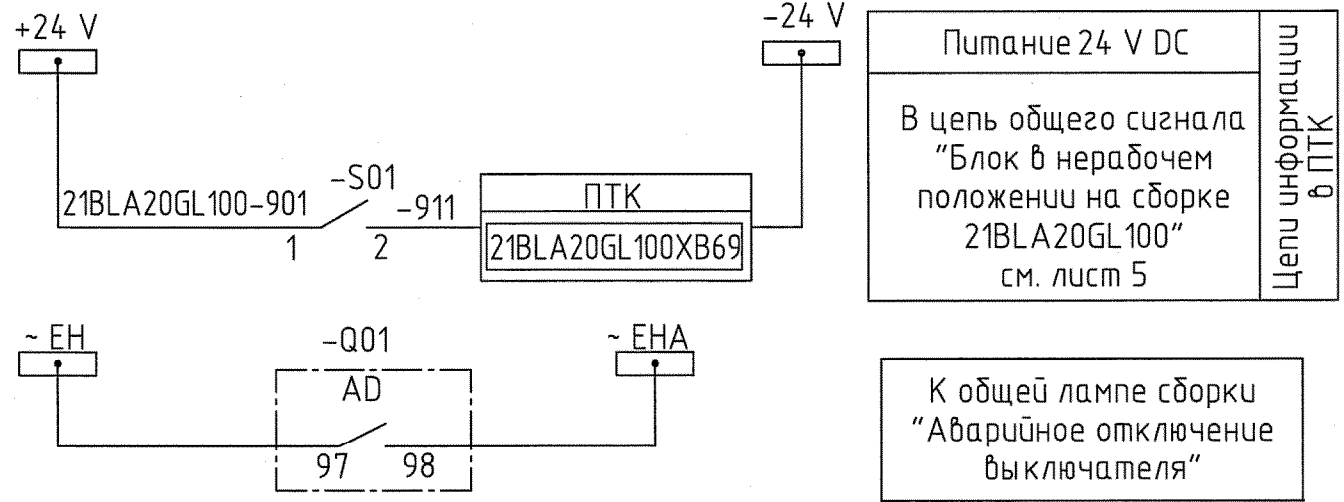 +24 V
-24 V
Питание 24 V DC
Цепи информации
в ПТК
В цепь общего сигнала
"Блок в нерабочем
положении на сборке
21BLA20GL100"
см. лист 5
-S01
21BLA20GL100-901
-911
1
2
ПТК
21BLA20GL100XB69
~ EH
-Q01
~ EHA
AD
97
98
К общей лампе сборки
"Аварийное отключение
выключателя"